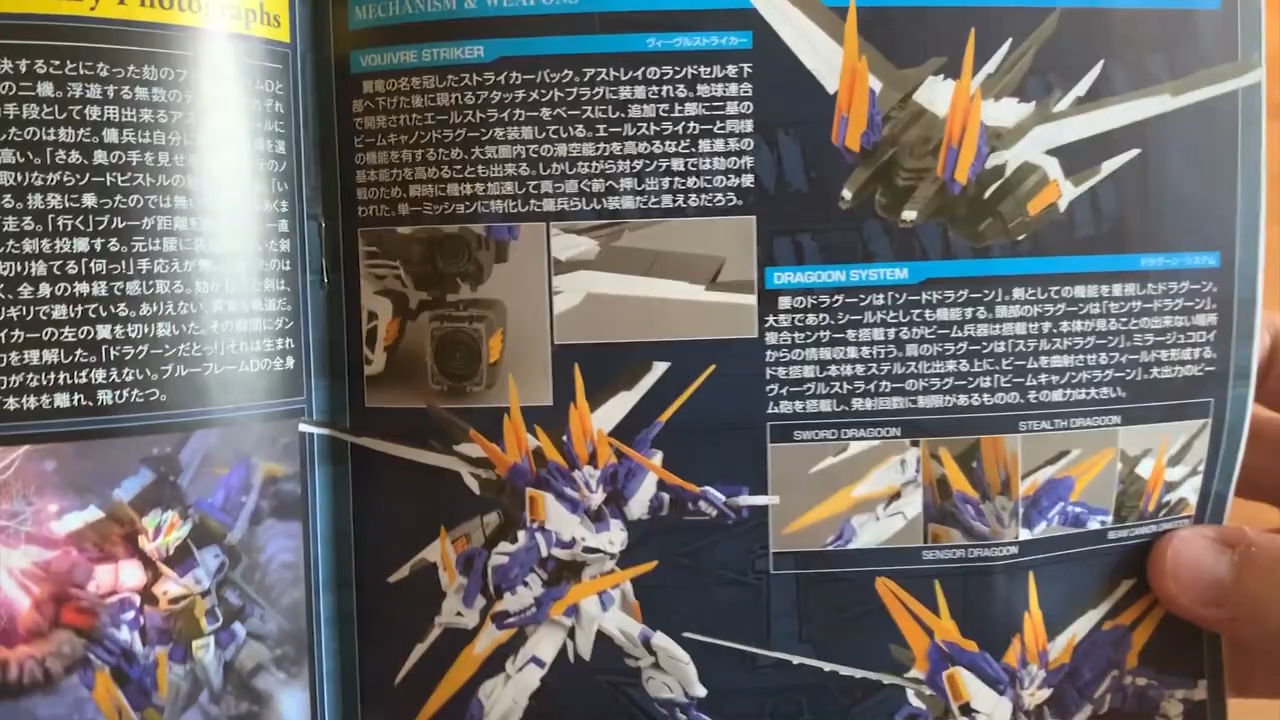 Photographs
決することになった劾のフ
の二機。浮遊する無数のデ
手段として使用出来るアス
したのは劾だ。傭兵は自分に
高い。「さあ、奥の手を見せ
取りながらソードピストルの
る。挑発に乗ったのでは無い
走る。「行く」ブルーが距離を
した剣を投擲する。元は腰に
切り捨てる「何っ!」手応えが
く、全身の神経で感じ取る。
リギリで避けている。ありえない、
イカーの左の翼を切り裂いた。その瞬間にダン
力を理解した。「ドラグーンだとっ!」それは生まれ
力がなければ使えない。ブルーフレームDの全身
本体を離れ、飛びたつ。
MECHANISM & WEAPONS
VOUIVRE STRIKER ヴィーヴルストライカー
翼竜の名を冠したストライカーパック。アストレイのランドセルを下
部へ下げた後に現れるアタッチメントプラグに装着される。地球連合
で開発されたエールストライカーをベースにし、追加で上部に二基の
ビームキャノンドラグーンを装着している。エールストライカーと同様
の機能を有するため、大気圏内での滑空能力を高めるなど、推進系の
基本能力を高めることも出来る。しかしながら対ダンテ戦では劾の作
戦のため、瞬時に機体を加速して真っ直ぐ前へ押し出すためにのみ使
われた。単一ミッションに特化した傭兵らしい装備だと言えるだろう。
DRAGOON SYSTEM ドラグーン・システム
腰のドラグーンは「ソードドラグーン」。剣としての機能を重視したドラグーン。
大型であり、シールドとしても機能する。頭部のドラグーンは「センサードラグーン」。
複合センサーを搭載するがビーム兵器は搭載せず、本体が見ることの出来ない場所
からの情報収集を行う。肩のドラグーンは「ステルスドラグーン」。ミラージュコロイ
ドを搭載し本体をステルス化出来る上に、ビームを曲射させるフィールドを形成する。
ヴィーヴルストライカーのドラグーンは「ビームキャノンドラグーン」。大出力のビー
ム砲を搭載し、発射回数に制限があるものの、その威力は大きい。
SWORD DRAGOON
STEALTH DRAGOON
SENSOR DRAGOON
BEAM CANNON DRAGOON